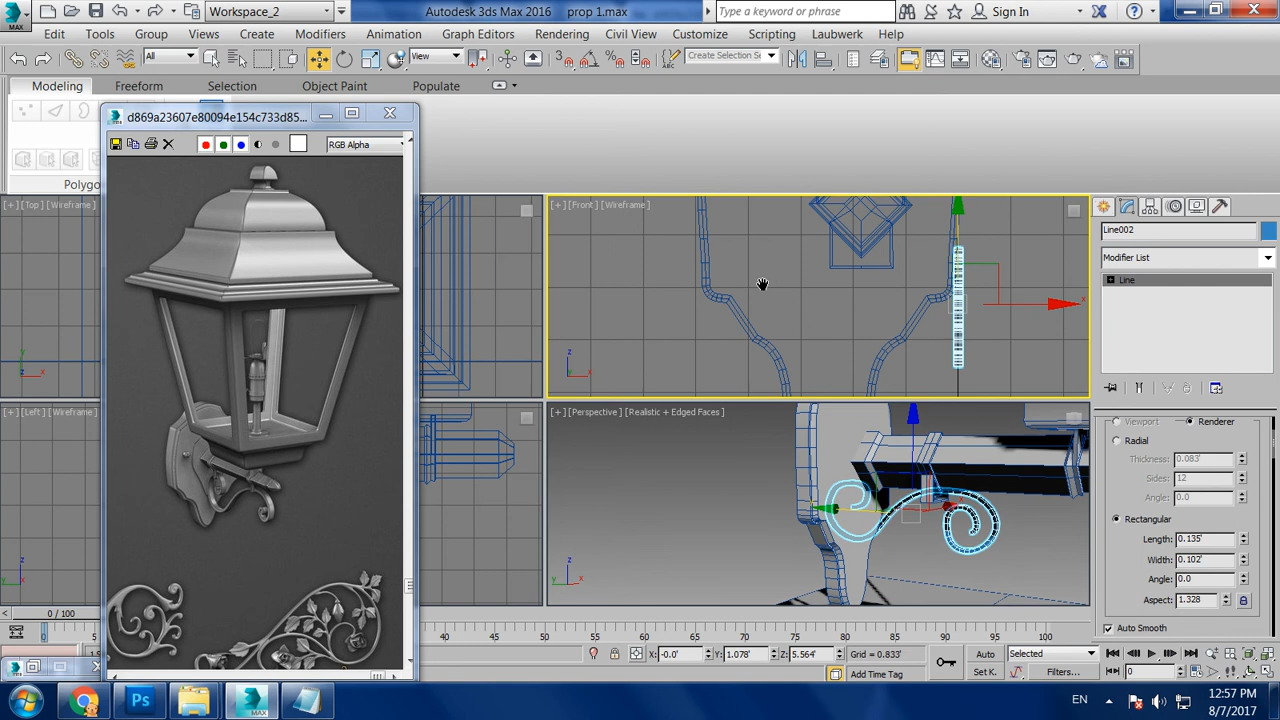 MAX
Workspace_2
Autodesk 3ds Max 2016 prop 1.max
Type a keyword or phrase
Sign In
Edit Tools Group Views Create Modifiers Animation Graph Editors Rendering Civil View Customize Scripting Laubwerk Help
All
View
Create Selection Se
Modeling Freeform Selection Object Paint Populate
Polygo
d869a23607e80094e154c733d85...
RGB Alpha
[+] [Top] [Wireframe]
[+] [Front] [Wireframe]
[+] [Left] [Wireframe]
[+] [Perspective] [Realistic + Edged Faces]
Line002
Modifier List
Line
Viewport Renderer
Radial
Thickness: 0.083'
Sides: 12
Angle: 0.0
Rectangular
Length: 0.135'
Width: 0.102'
Angle: 0.0
Aspect: 1.328
Auto Smooth
0 / 100
0 5 40 45 50 55 60 65 70 75 80 85 90 95 100
X: -0.0' Y: 1.078' Z: 5.564' Grid = 0.833'
Add Time Tag
Auto Selected
Set K. Filters...
0
Ps
MAX
EN
12:57 PM
8/7/2017